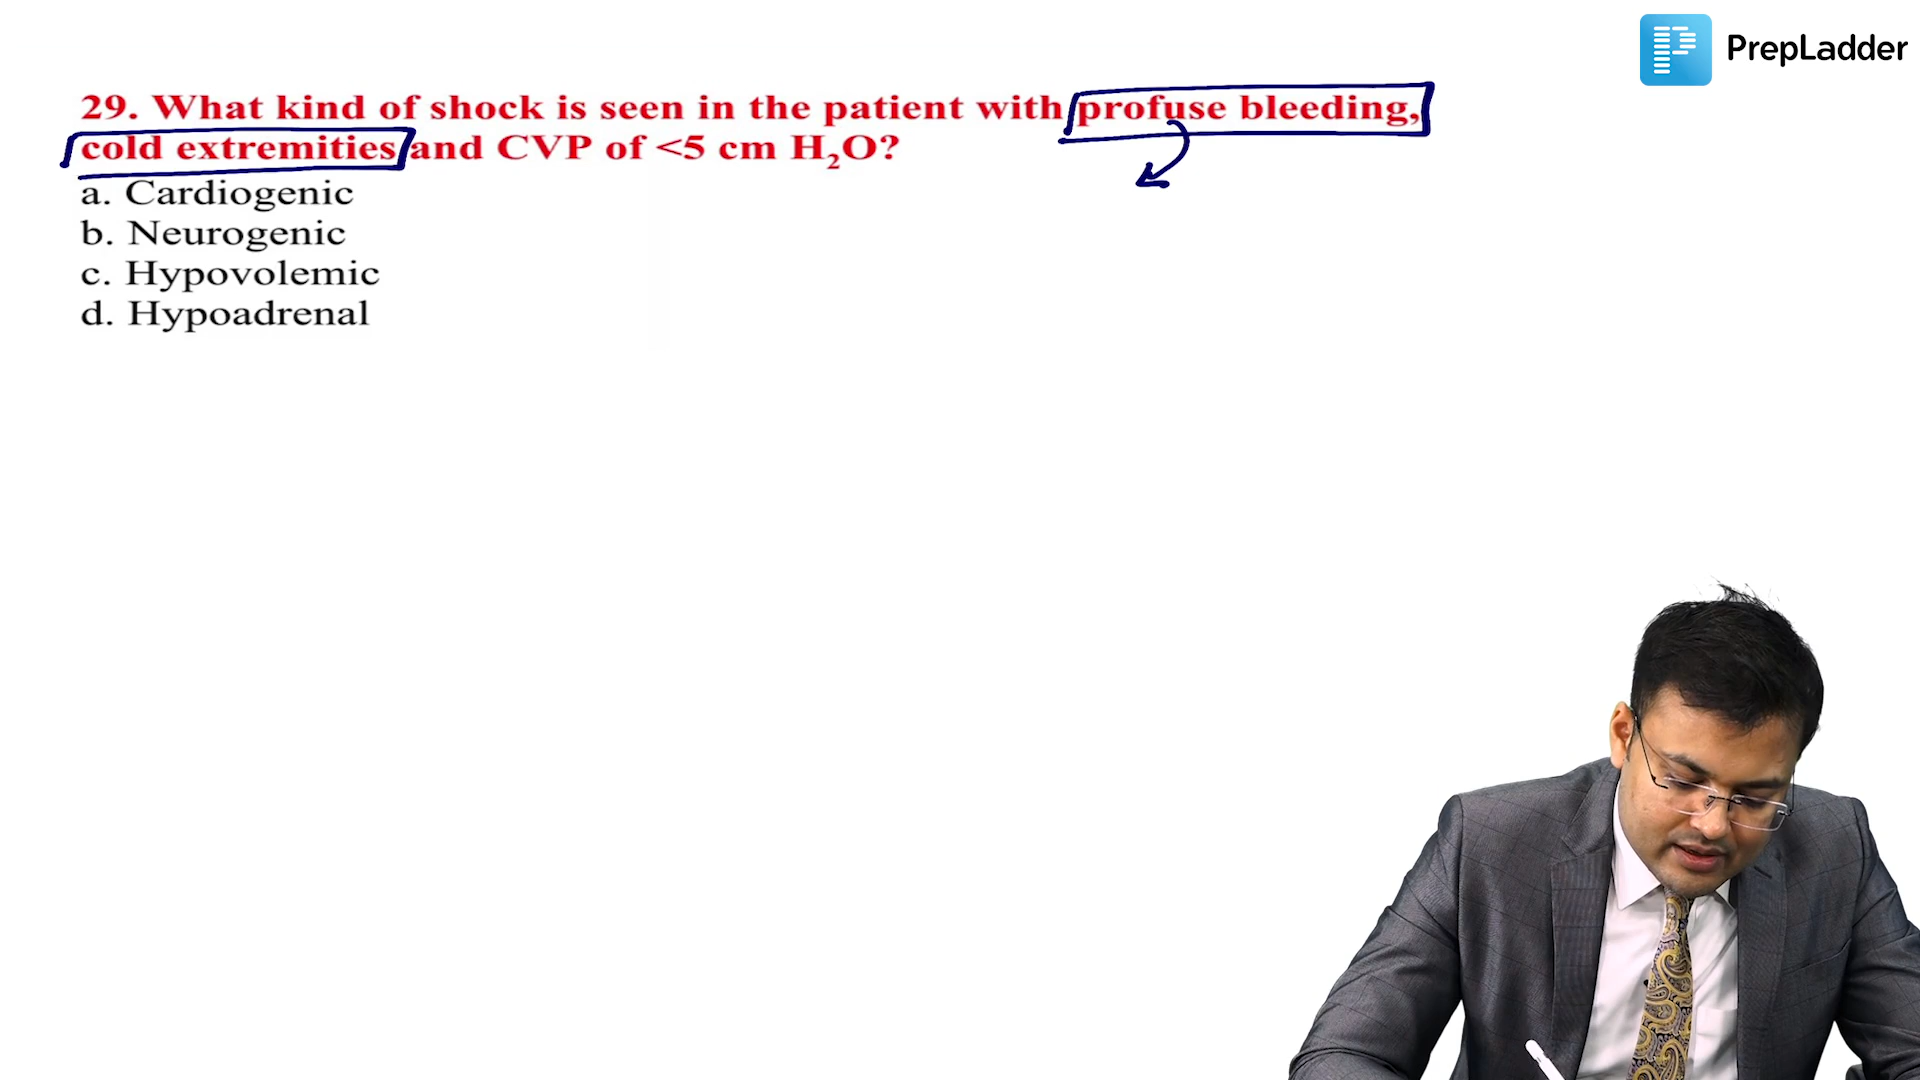 PrepLadder
29. What kind of shock is seen in the patient with profuse bleeding,
cold extremities and CVP of <5 cm H₂O?
a. Cardiogenic
b. Neurogenic
c. Hypovolemic
d. Hypoadrenal